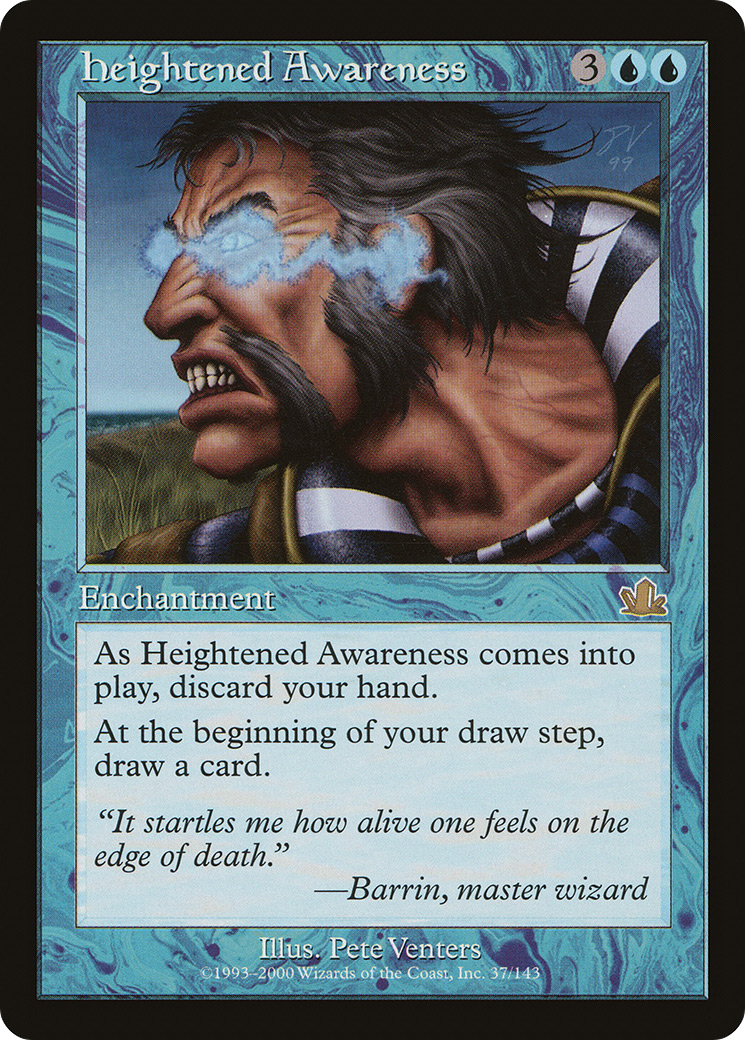 Heightened Awareness 3
PV
99
Enchantment
As Heightened Awareness comes into
play, discard your hand.
At the beginning of your draw step,
draw a card.
“It startles me how alive one feels on the
edge of death.”
—Barrin, master wizard
Illus. Pete Venters
©1993–2000 Wizards of the Coast, Inc. 37/143